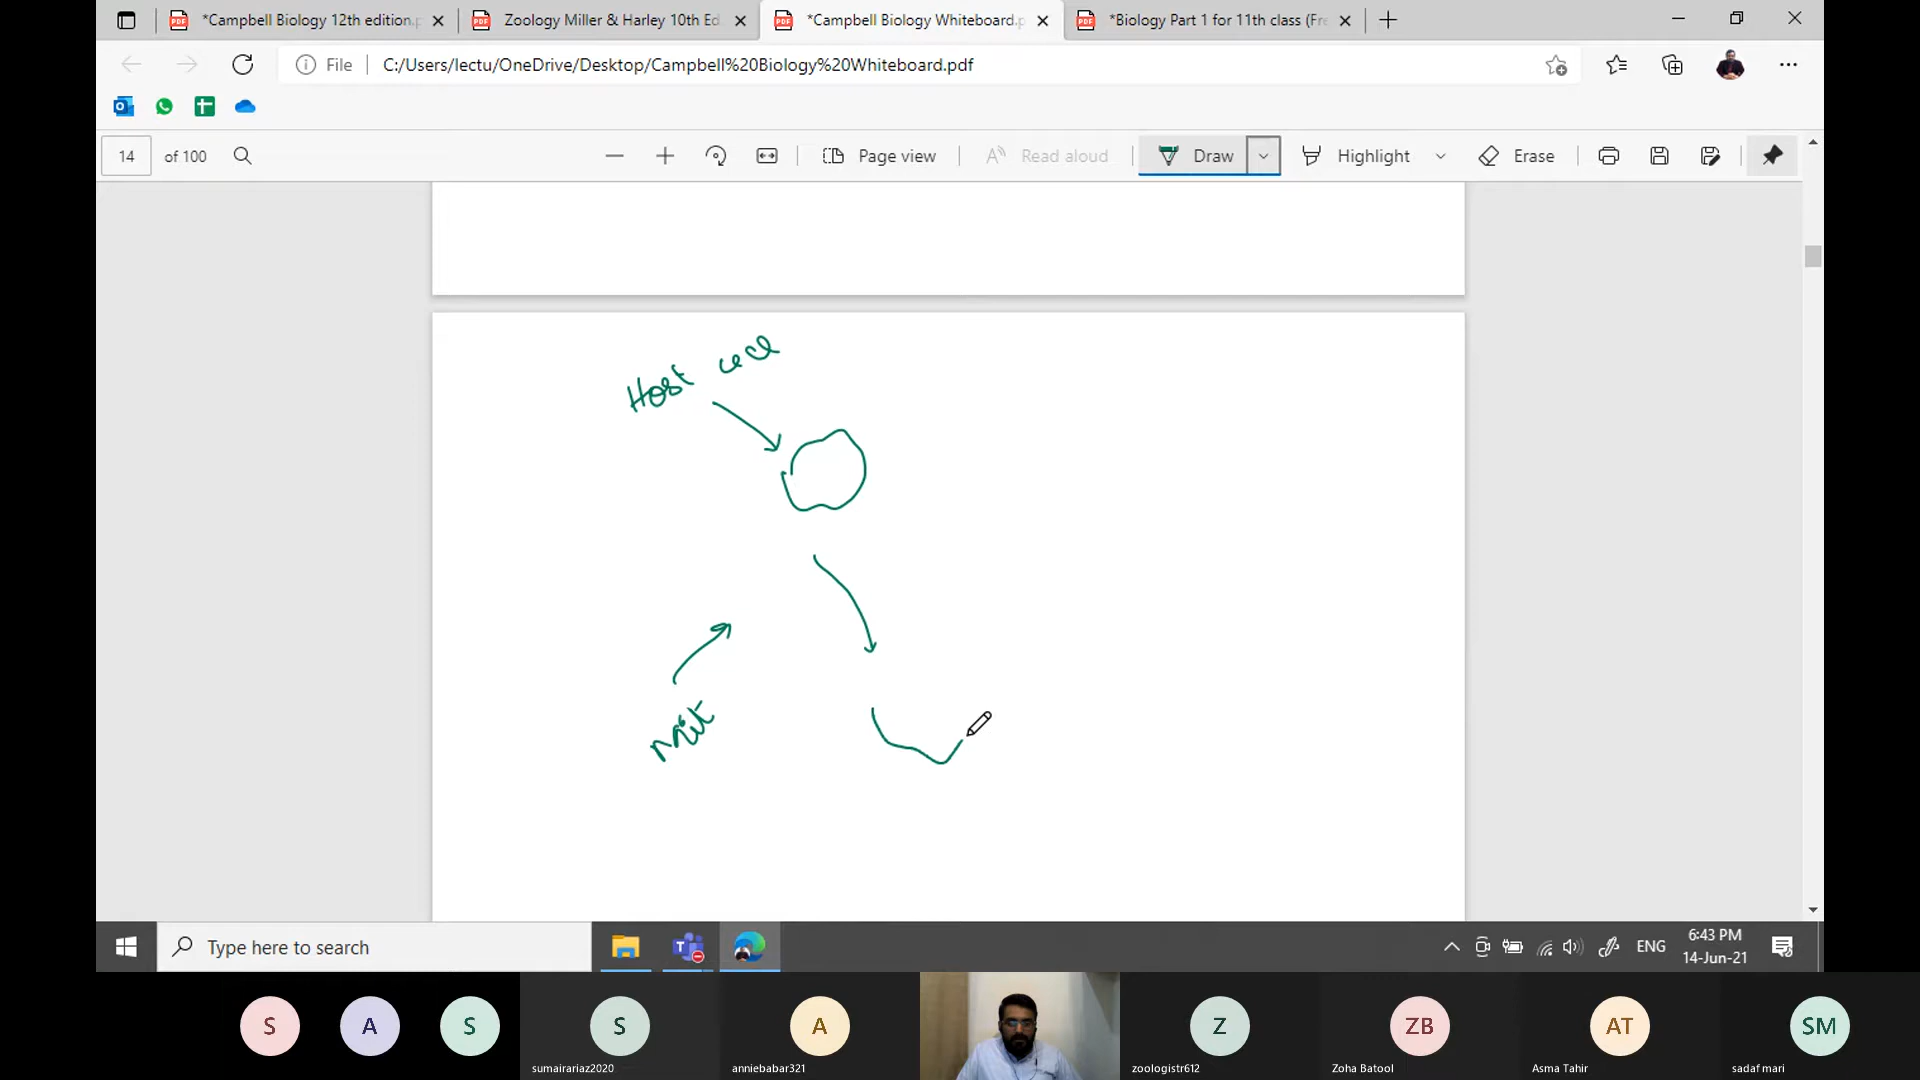 *Campbell Biology 12th edition.p
Zoology Miller & Harley 10th Ed
*Campbell Biology Whiteboard.p
*Biology Part 1 for 11th class (Fre
File
C:/Users/lectu/OneDrive/Desktop/Campbell%20Biology%20Whiteboard.pdf
14 of 100
Page view
Read aloud
Draw
Highlight
Erase
Host cell
Mit
Type here to search
ENG
6:43 PM
14-Jun-21
S
A
S
S
A
Z
ZB
AT
SM
sumairariaz2020
anniebabar321
zoologistr612
Zoha Batool
Asma Tahir
sadaf mari